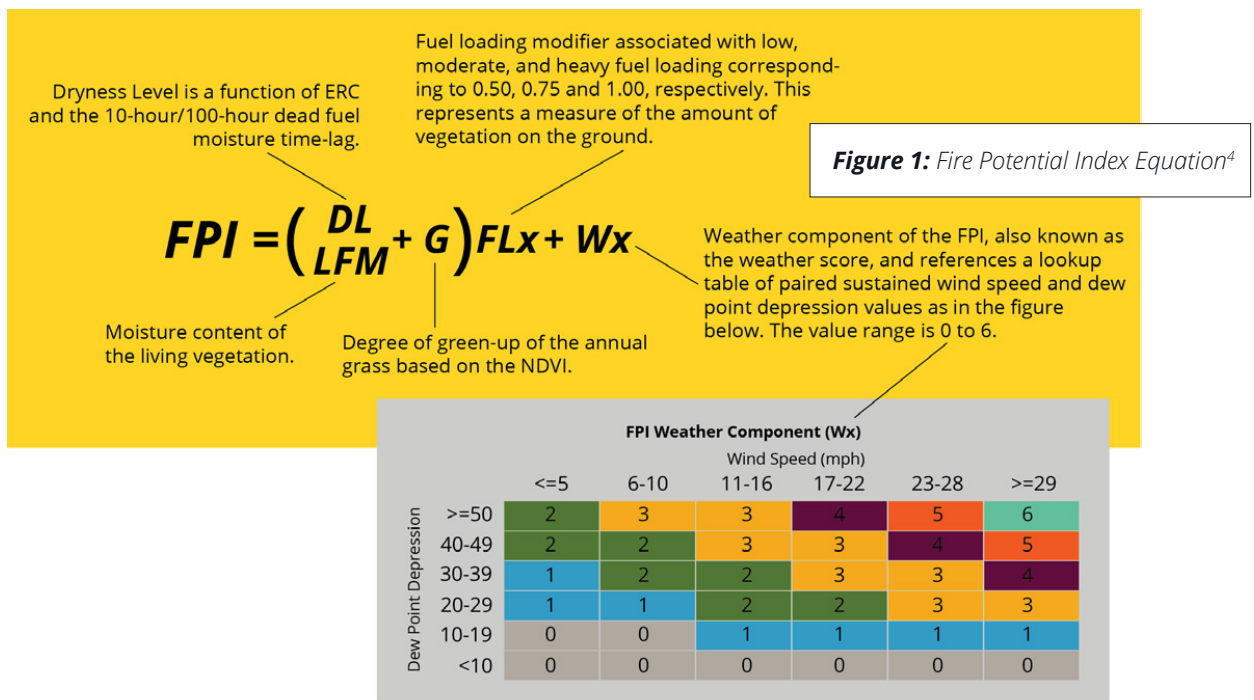 Fuel loading modifier associated with low,
moderate, and heavy fuel loading correspond-
ing to 0.50, 0.75 and 1.00, respectively. This
represents a measure of the amount of
vegetation on the ground.
Dryness Level is a function of ERC
and the 10-hour/100-hour dead fuel
moisture time-lag.
Figure 1: Fire Potential Index Equation4
FPI = (DL LFM + G) FLx + Wx
Weather component of the FPI, also known as
the weather score, and references a lookup
table of paired sustained wind speed and dew
point depression values as in the figure
below. The value range is 0 to 6.
Moisture content of
the living vegetation.
Degree of green-up of the annual
grass based on the NDVI.
FPI Weather Component (Wx)
Wind Speed (mph)
<=5 6-10 11-16 17-22 23-28 >=29
Dew Point Depression
>=50 2 3 3 4 5 6
40-49 2 2 3 3 4 5
30-39 1 2 2 3 3 4
20-29 1 1 2 2 3 3
10-19 0 0 1 1 1 1
<10 0 0 0 0 0 0